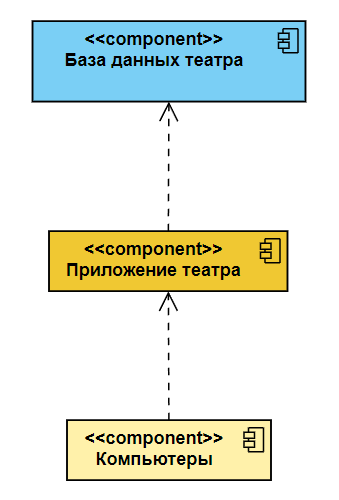 <<component>>
База данных театра
<<component>>
Приложение театра
<<component>>
Компьютеры